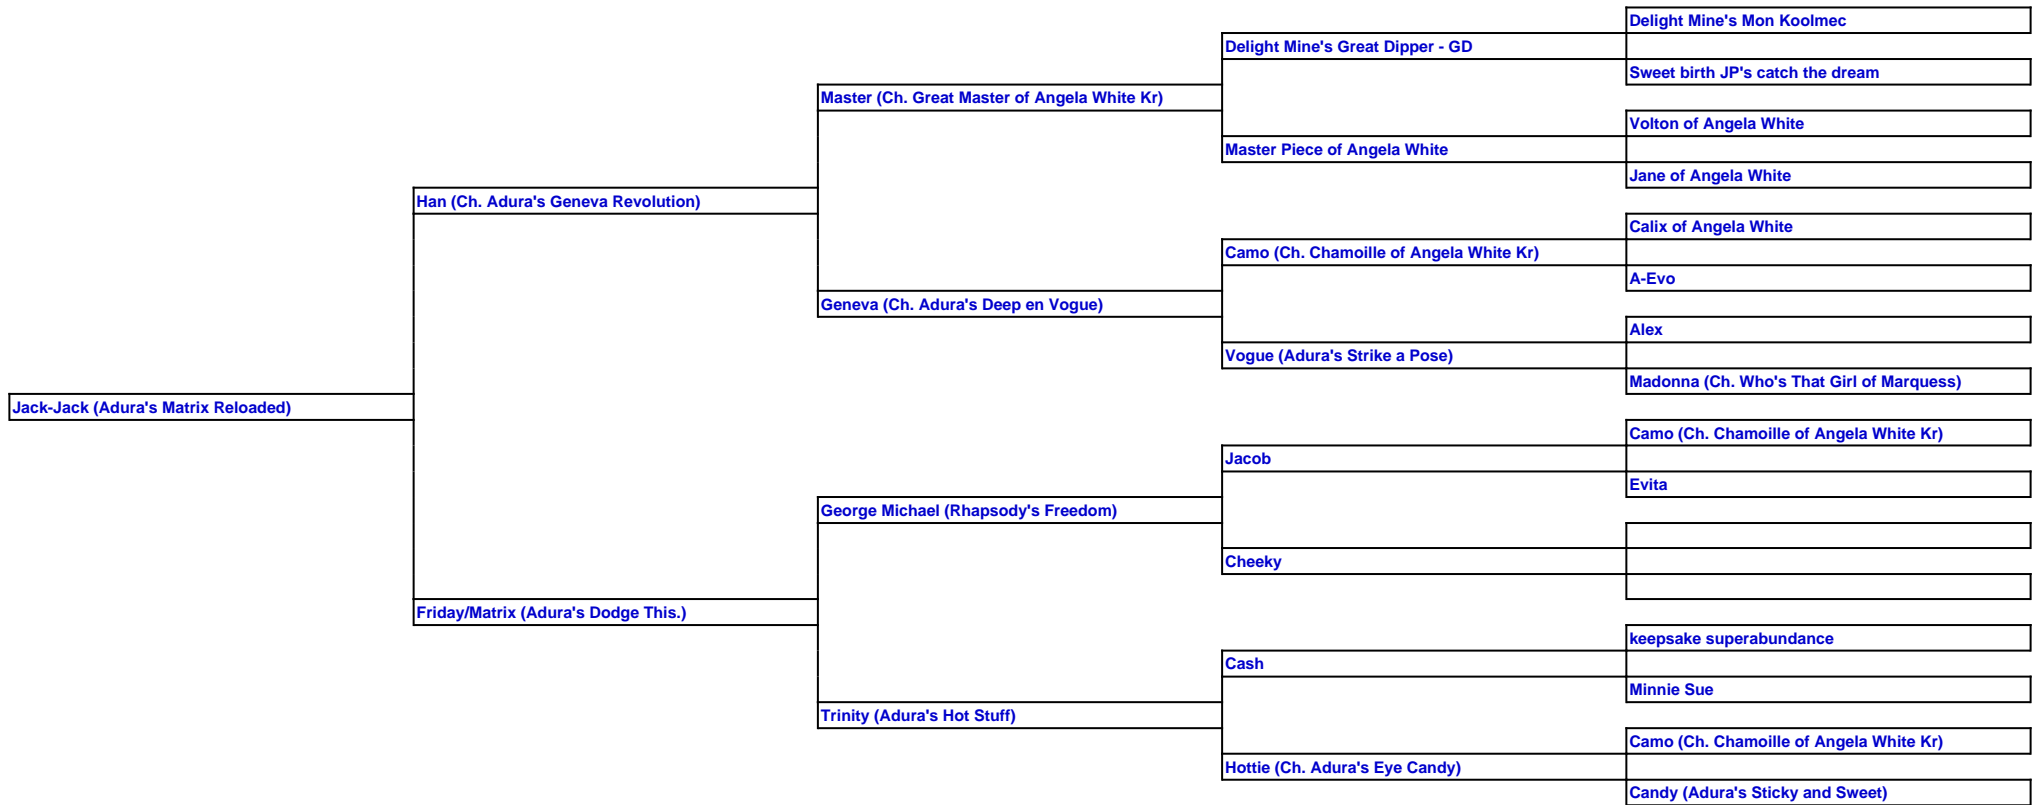 Delight Mine's Mon Koolmec
Delight Mine's Great Dipper - GD
Sweet birth JP's catch the dream
Master (Ch. Great Master of Angela White Kr)
Volton of Angela White
Master Piece of Angela White
Jane of Angela White
Han (Ch. Adura's Geneva Revolution)
Calix of Angela White
Camo (Ch. Chamoille of Angela White Kr)
A-Evo
Geneva (Ch. Adura's Deep en Vogue)
Alex
Vogue (Adura's Strike a Pose)
Madonna (Ch. Who's That Girl of Marquess)
Jack-Jack (Adura's Matrix Reloaded)
Camo (Ch. Chamoille of Angela White Kr)
Jacob
Evita
George Michael (Rhapsody's Freedom)
Cheeky
Friday/Matrix (Adura's Dodge This.)
keepsake superabundance
Cash
Minnie Sue
Trinity (Adura's Hot Stuff)
Camo (Ch. Chamoille of Angela White Kr)
Hottie (Ch. Adura's Eye Candy)
Candy (Adura's Sticky and Sweet)